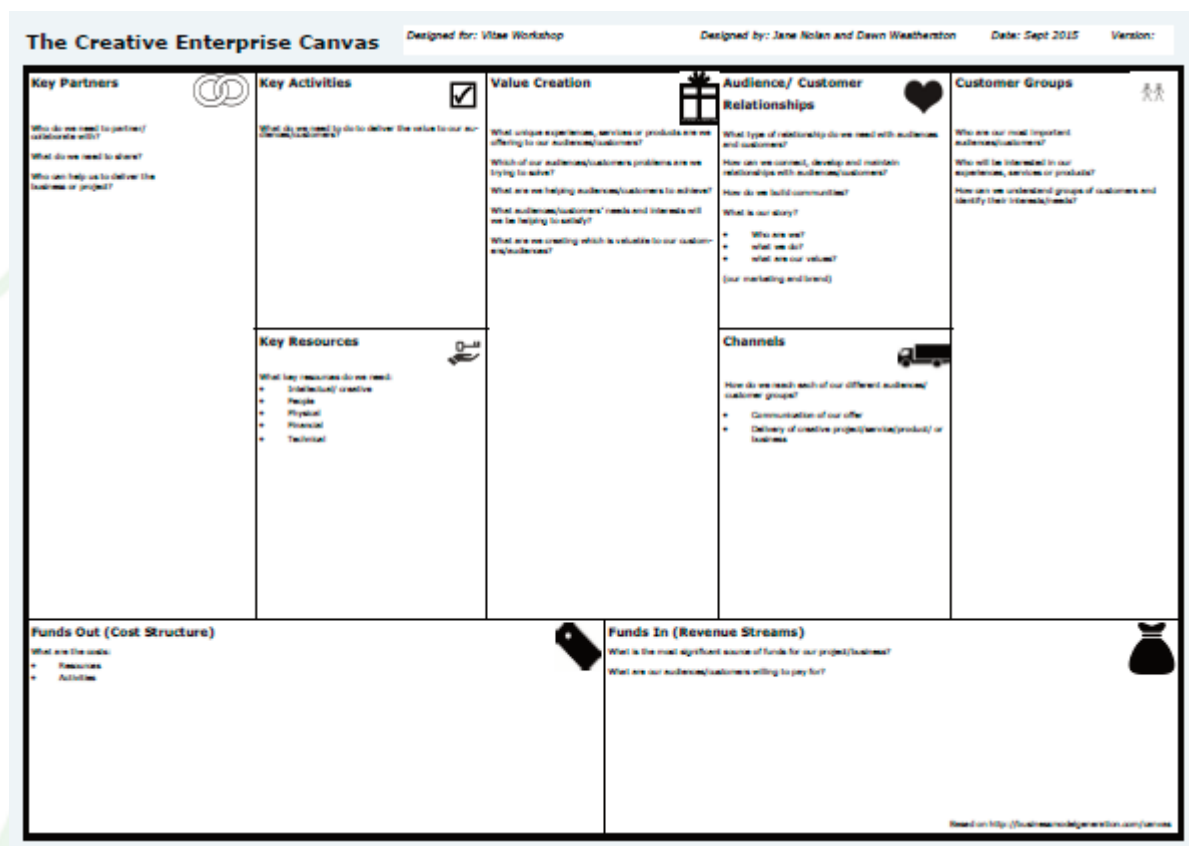 The Creative Enterprise Canvas
Designed for: Vitae Workshop
Designed by: Jane Nolan and Dawn Weatherston
Date: Sept 2015
Version:
Key Partners
Who do we need to partner/
collaborate with?
What do we need to share?
Who can help us to deliver the
business or project?
Key Activities
What do we need to do to deliver the value to our au-
diences/customers?
Key Resources
What key resources do we need:
• Intellectual/ creative
• People
• Physical
• Financial
• Technical
Value Creation
What unique experiences, services or products are we
offering to our audiences/customers?
Which of our audiences/customers problems are we
trying to solve?
What are we helping audiences/customers to achieve?
What audiences/customers' needs and interests will
we be helping to satisfy?
What are we creating which is valuable to our custom-
ers/audiences?
Audience/ Customer
Relationships
What type of relationship do we need with audiences
and customers?
How can we connect, develop and maintain
relationships with audiences/customers?
How do we build communities?
What is our story?
• Who are we?
• what we do?
• what are our values?
(our marketing and brand)
Channels
How do we reach each of our different audiences/
customer groups?
• Communication of our offer
• Delivery of creative project/service/product/ or
business
Customer Groups
Who are our most important
audiences/customers?
Who will be interested in our
experiences, services or products?
How can we understand groups of customers and
identify their interests/needs?
Funds Out (Cost Structure)
What are the costs:
• Resources
• Activities
Funds In (Revenue Streams)
What is the most significant source of funds for our project/business?
What are our audiences/customers willing to pay for?
Based on http://businessmodelgeneration.com/canvas